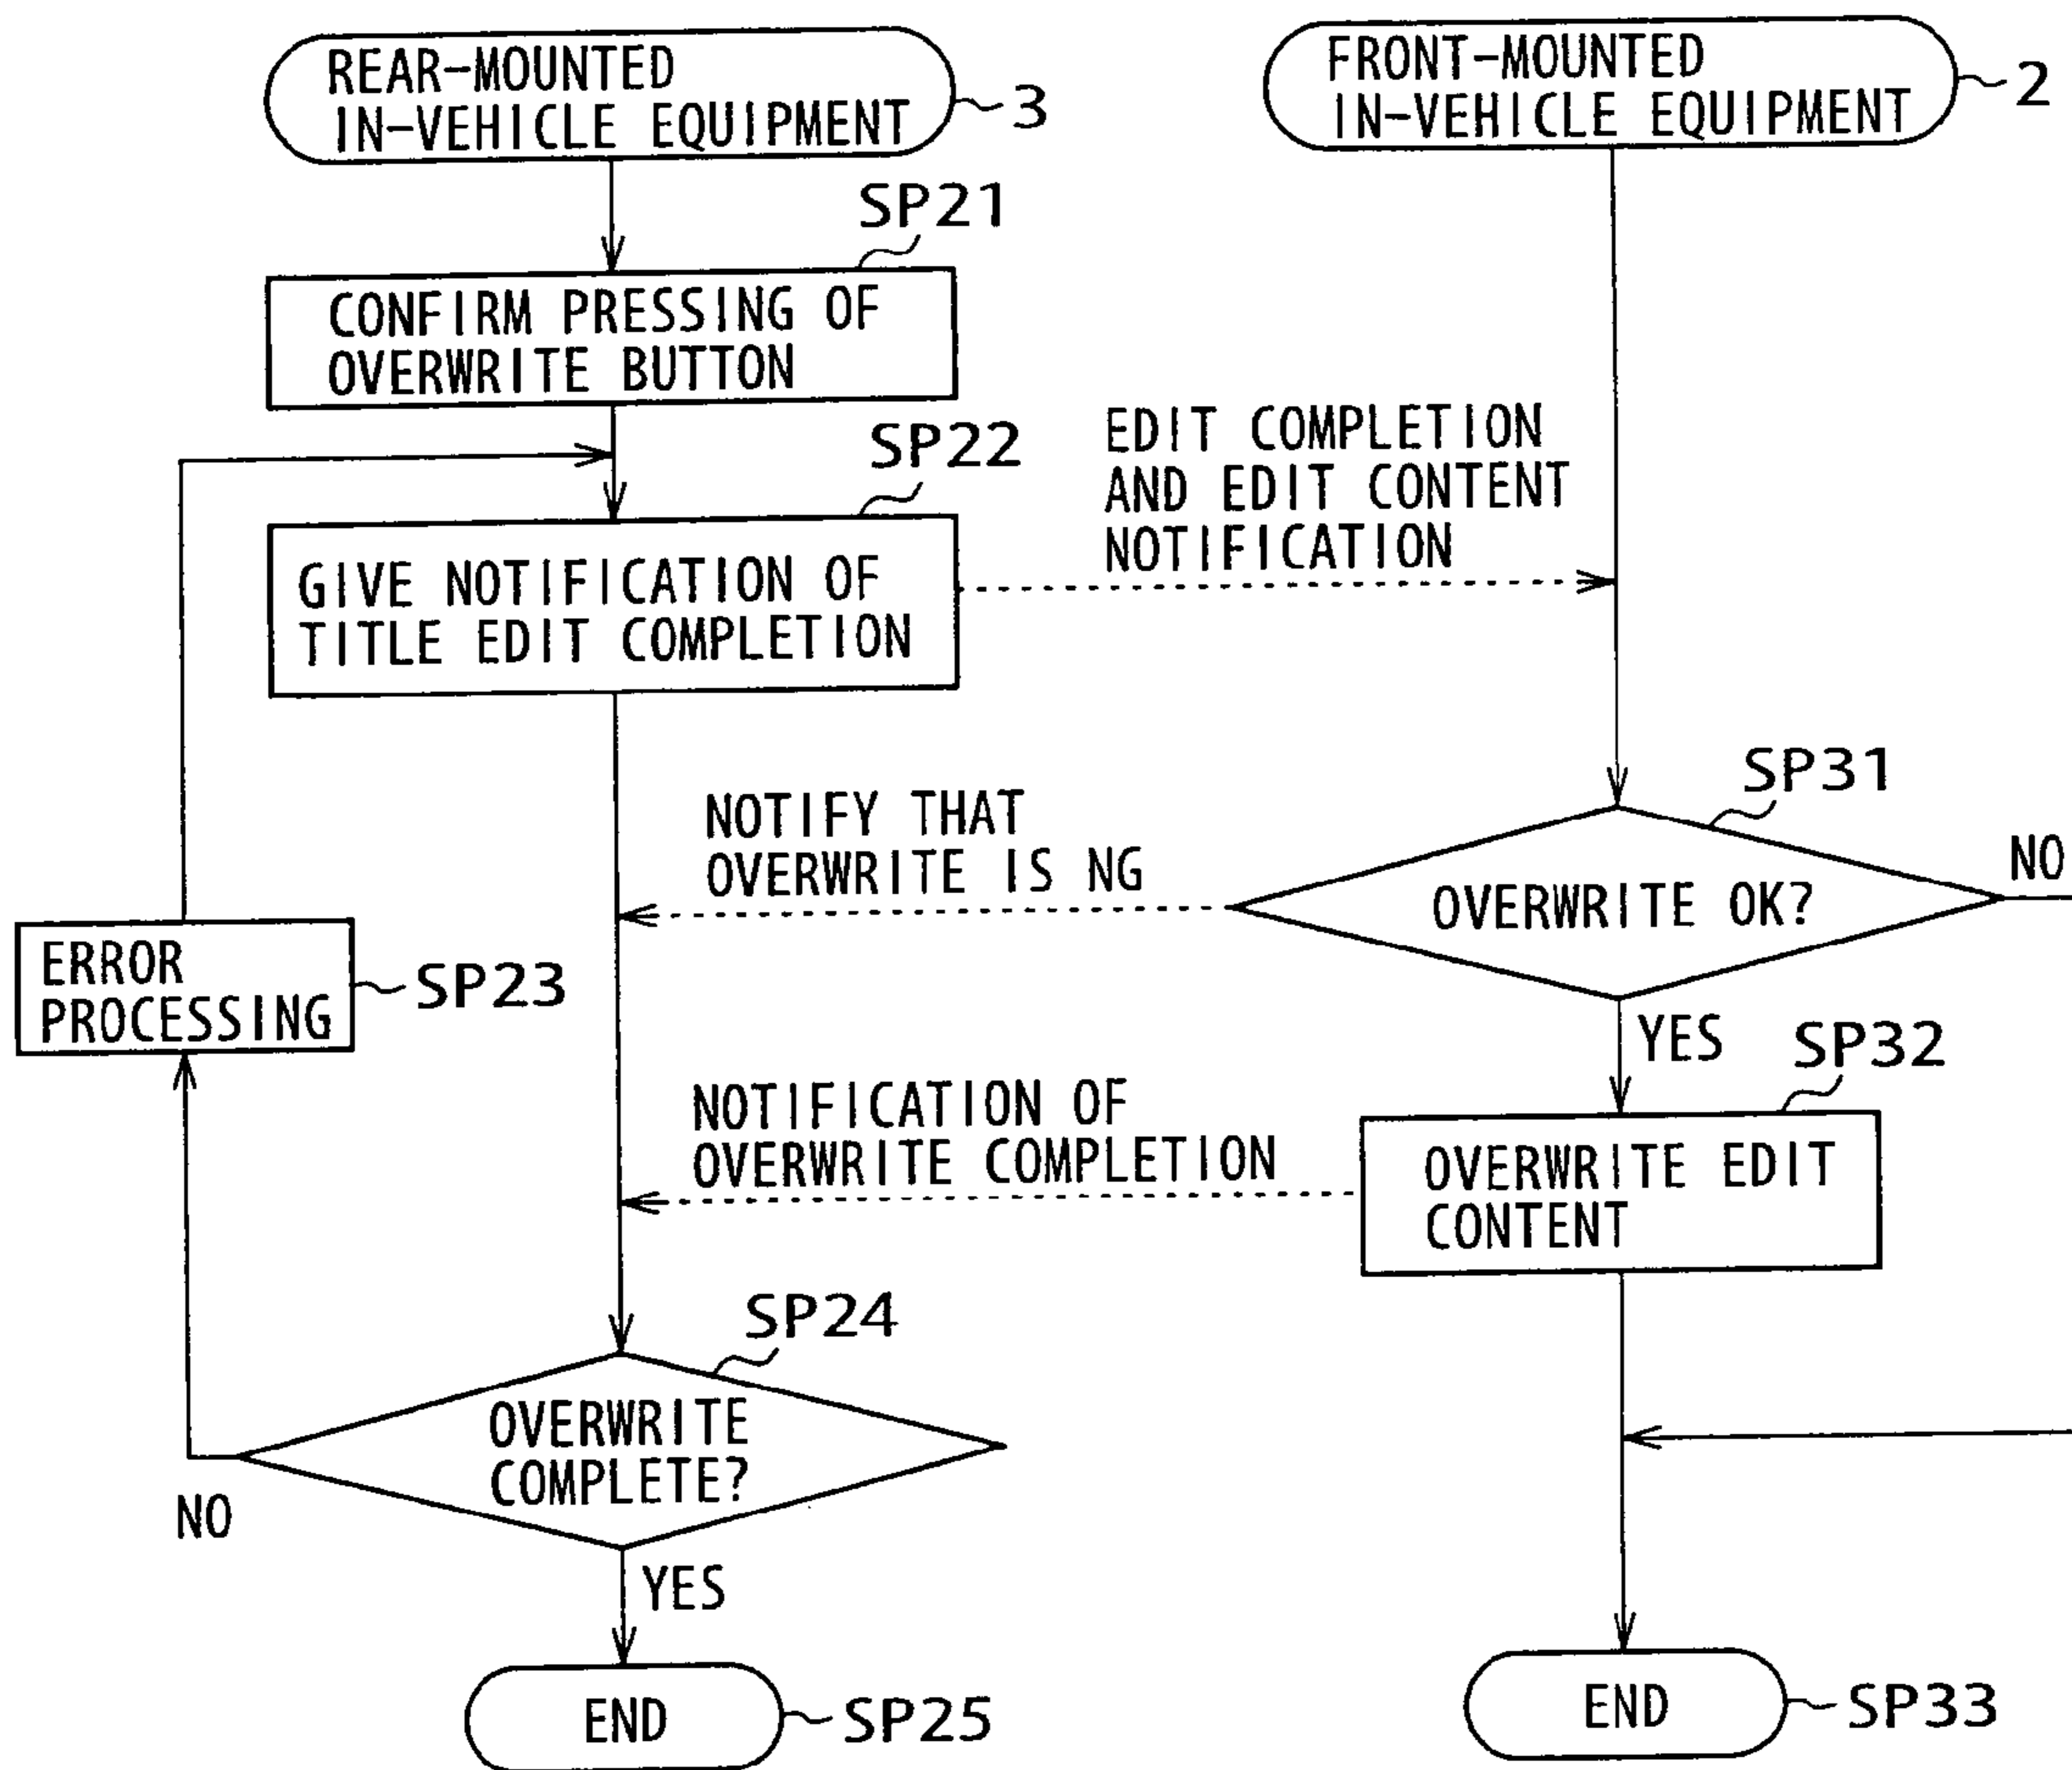 REAR-MOUNTED
IN-VEHICLE EQUIPMENT
3
FRONT-MOUNTED
IN-VEHICLE EQUIPMENT
2
SP21
CONFIRM PRESSING OF
OVERWRITE BUTTON
SP22
GIVE NOTIFICATION OF
TITLE EDIT COMPLETION
EDIT COMPLETION
AND EDIT CONTENT
NOTIFICATION
SP31
OVERWRITE OK?
NO
NOTIFY THAT
OVERWRITE IS NG
ERROR
PROCESSING
SP23
YES
SP32
OVERWRITE EDIT
CONTENT
NOTIFICATION OF
OVERWRITE COMPLETION
SP24
OVERWRITE
COMPLETE?
NO
YES
END
SP25
END
SP33